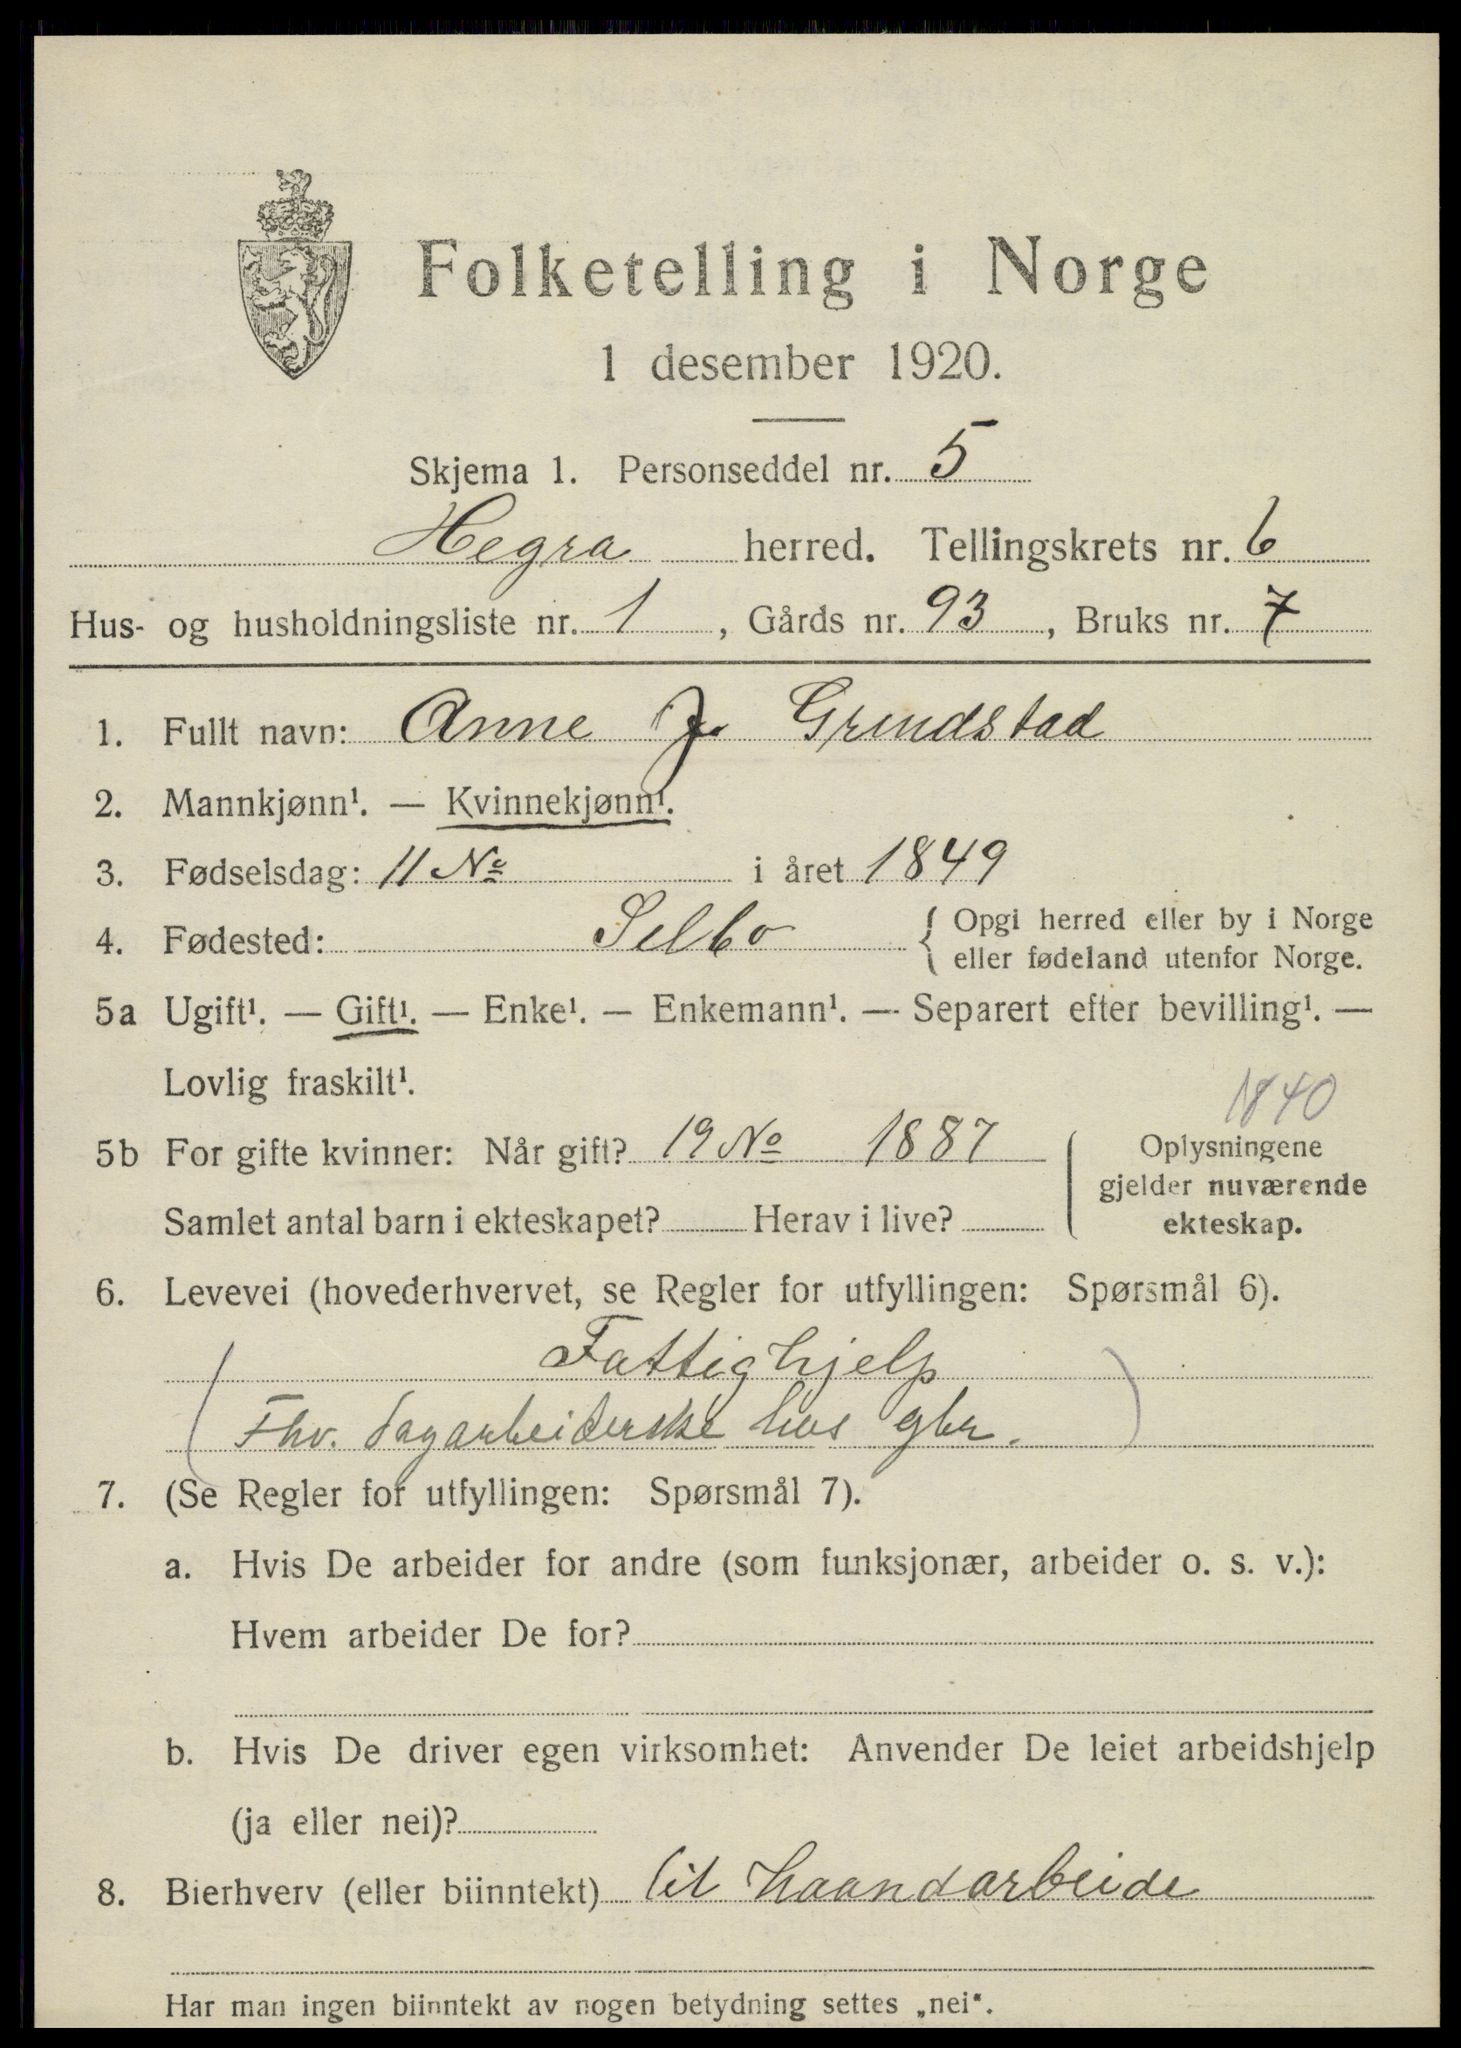 Folketelling i Norge
1 desember 1920.
Skjema 1. Personseddel nr. 5
Hegra herred. Tellingskrets nr. 6
Hus- og husholdningsliste nr. 1, Gårds nr. 93, Bruks nr. 7
1. Fullt navn: Anne J. Grindstad
2. Mannkjønn¹. — Kvinnekjønn¹.
3. Fødselsdag: 11 No i året 1849
4. Fødested: Selbo { Opgi herred eller by i Norge
eller fødeland utenfor Norge.
5a Ugift¹. — Gift¹. — Enke¹. — Enkemann¹. — Separert efter bevilling¹. —
Lovlig fraskilt¹.
1840
5b For gifte kvinner: Når gift? 19 No 1887
Samlet antal barn i ekteskapet? Herav i live?
Oplysningene
gjelder nuværende
ekteskap.
6. Levevei (hovederhvervet, se Regler for utfyllingen: Spørsmål 6).
Fattighjelp
(Fhv. dagarbeiderske hos gbr.)
7. (Se Regler for utfyllingen: Spørsmål 7).
a. Hvis De arbeider for andre (som funksjonær, arbeider o. s. v.):
Hvem arbeider De for?
b. Hvis De driver egen virksomhet: Anvender De leiet arbeidshjelp
(ja eller nei)?
8. Bierhverv (eller biinntekt) lit haandarbeide
Har man ingen biinntekt av nogen betydning settes „nei“.